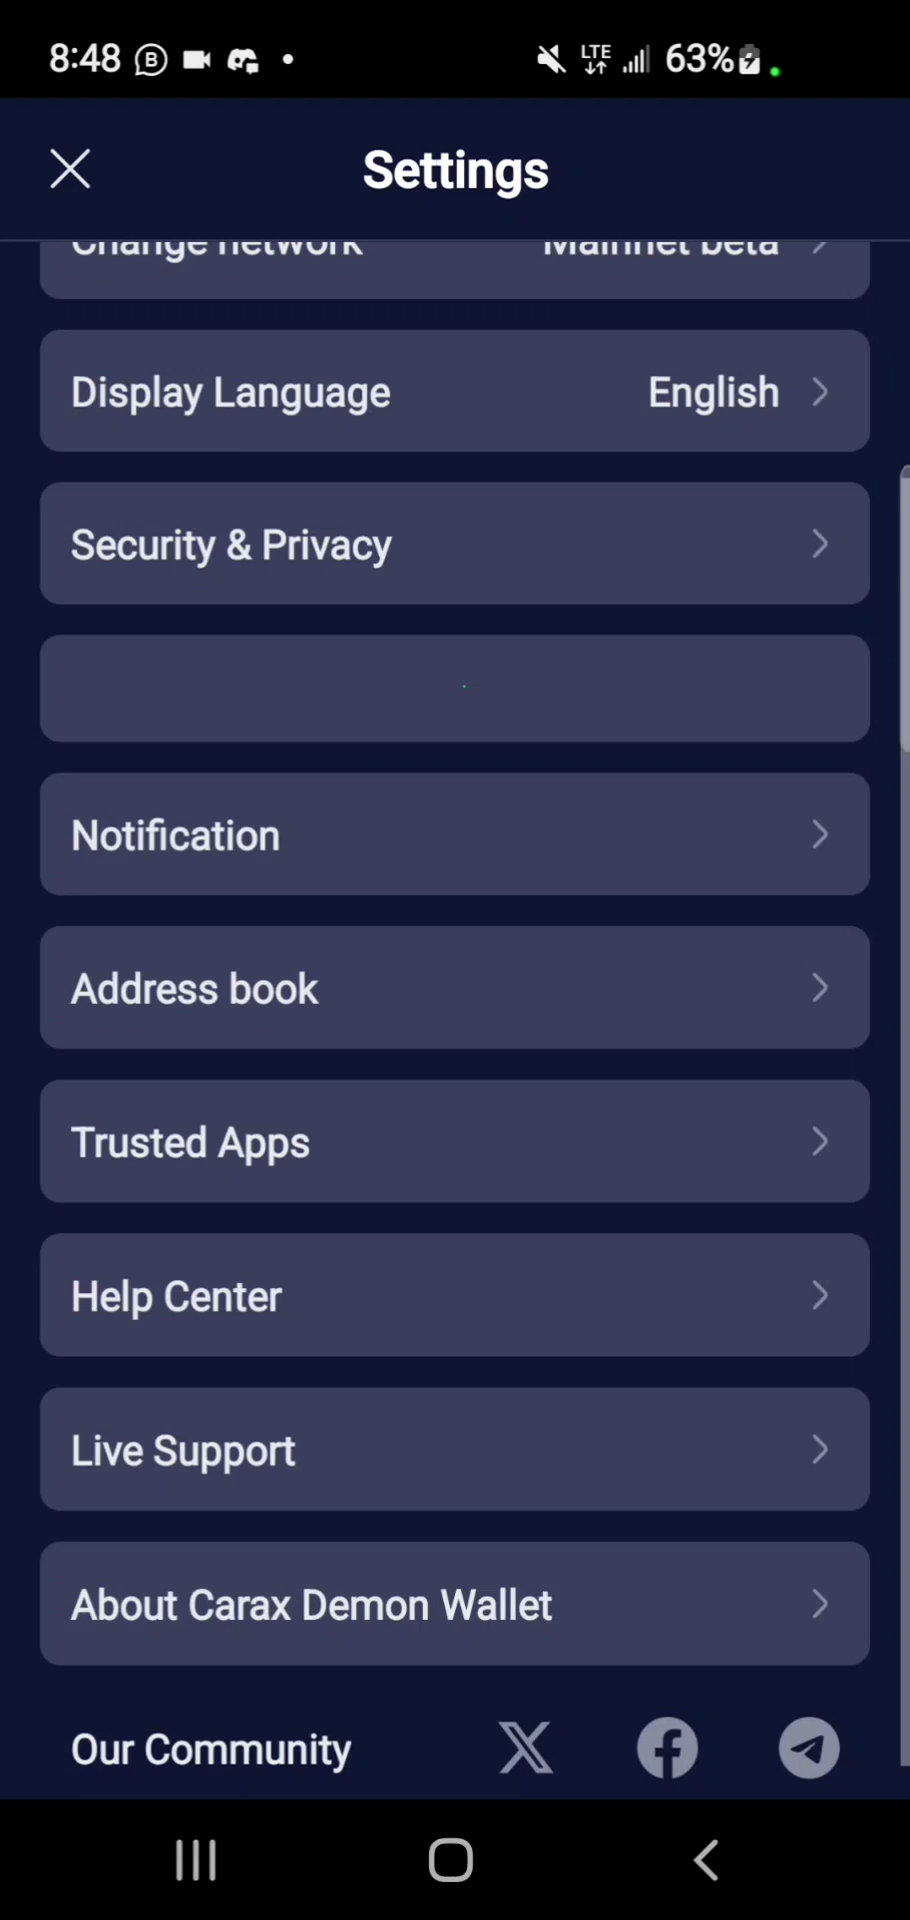 8:48
LTE
63%
Settings
Change network
Mainnet beta
Display Language
English
Security & Privacy
Notification
Address book
Trusted Apps
Help Center
Live Support
About Carax Demon Wallet
Our Community